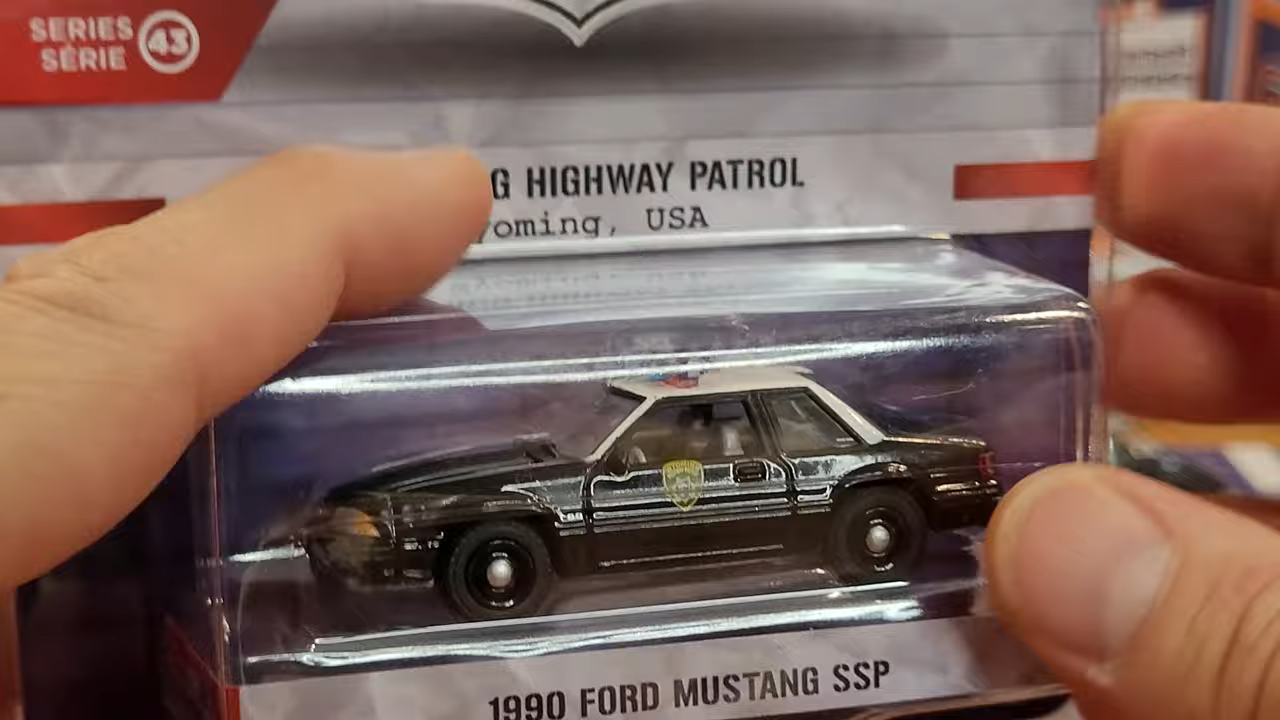 SERIES
SÉRIE 43
G HIGHWAY PATROL
yoming, USA
1990 FORD MUSTANG SSP